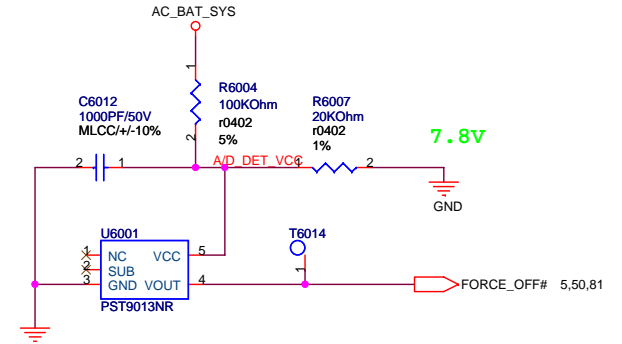 AC_BAT_SYS
1
R6004
100KOhm
r0402
5%
2
C6012
1000PF/50V
MLCC/+/-10%
2 1
A/D_DET_VCC
R6007
20KOhm
r0402
1%
1 2
7.8V
GND
U6001
1 NC VCC 5
2 SUB
3 GND VOUT 4
PST9013NR
T6014
1
FORCE_OFF# 5,50,81